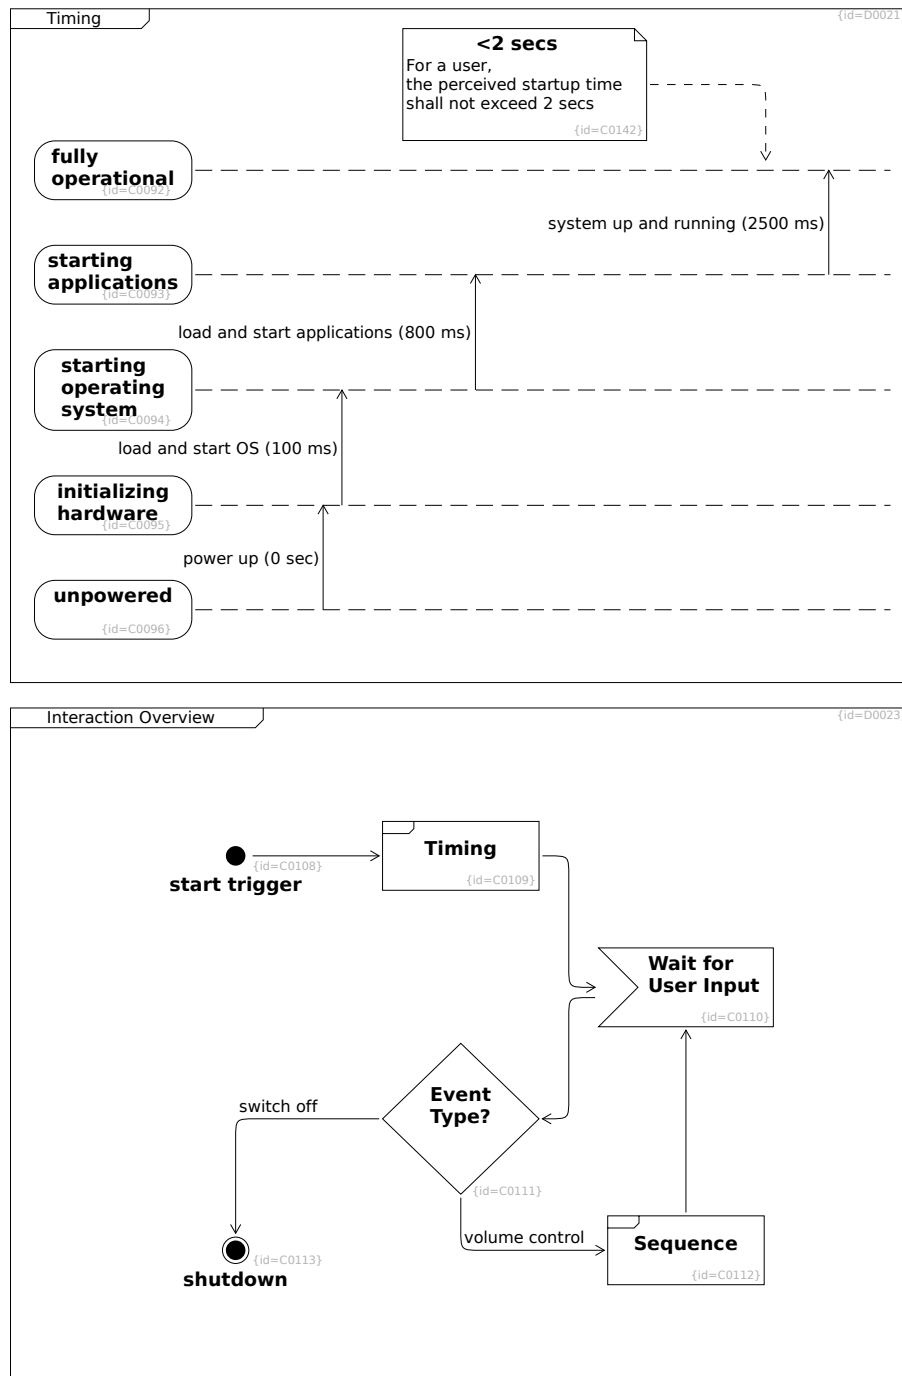 Timing
{id=D0021
<2 secs
For a user,
the perceived startup time
shall not exceed 2 secs
{id=C0142}
fully
operational
{id=C0092}
system up and running (2500 ms)
starting
applications
{id=C0093}
load and start applications (800 ms)
starting
operating
system
{id=C0094}
load and start OS (100 ms)
initializing
hardware
{id=C0095}
power up (0 sec)
unpowered
{id=C0096}
Interaction Overview
{id=D0023
Timing
{id=C0109}
{id=C0108}
start trigger
Wait for
User Input
{id=C0110}
Event
Type?
{id=C0111}
switch off
volume control
Sequence
{id=C0112}
{id=C0113}
shutdown